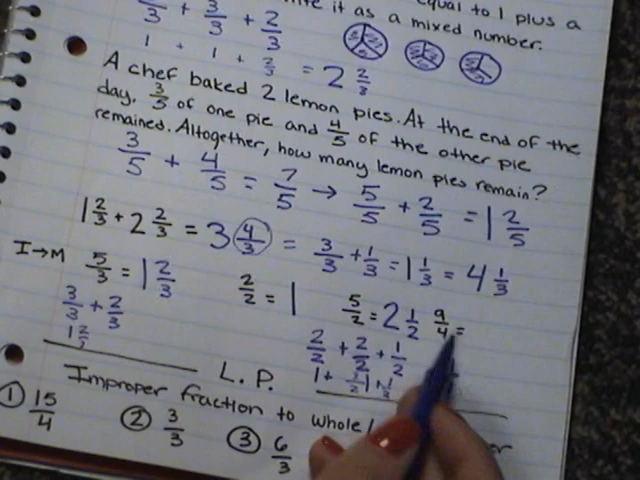 equal to 1 plus a
it as a mixed number.
3/3 + 3/3 + 2/3
1 + 1 + 2/3 = 2 2/3
A chef baked 2 lemon pies. At the end of the
day, 3/5 of one pie and 4/5 of the other pie
remained. Altogether, how many lemon pies remain?
3/5 + 4/5 = 7/5 → 5/5 + 2/5 = 1 2/5
1 2/3 + 2 2/3 = 3 4/3 = 3/3 + 1/3 = 1 1/3 = 4 1/3
I→M 5/3 = 1 2/3 2/2 = 1 5/2 = 2 1/2 9/4 =
3/3 + 2/3 2/2 + 2/2 + 1/2
L.P.
Improper fraction to whole
① 15/4 ② 3/3 ③ 6/3